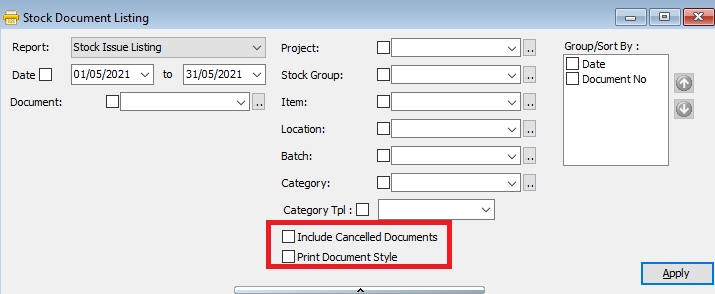 Stock Document Listing
Report: Stock Issue Listing
Date 01/05/2021 to 31/05/2021
Document: ..
Project: ..
Stock Group: ..
Item: ..
Location: ..
Batch: ..
Category: ..
Category Tpl :
Include Cancelled Documents
Print Document Style
Group/Sort By :
Date
Document No
Apply